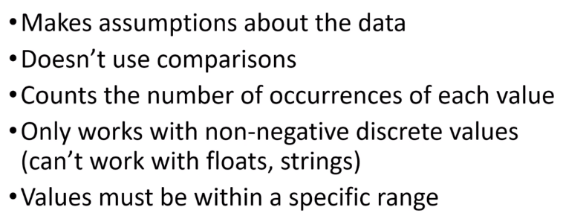 •Makes assumptions about the data
•Doesn’t use comparisons
•Counts the number of occurrences of each value
•Only works with non-negative discrete values
(can’t work with floats, strings)
•Values must be within a specific range